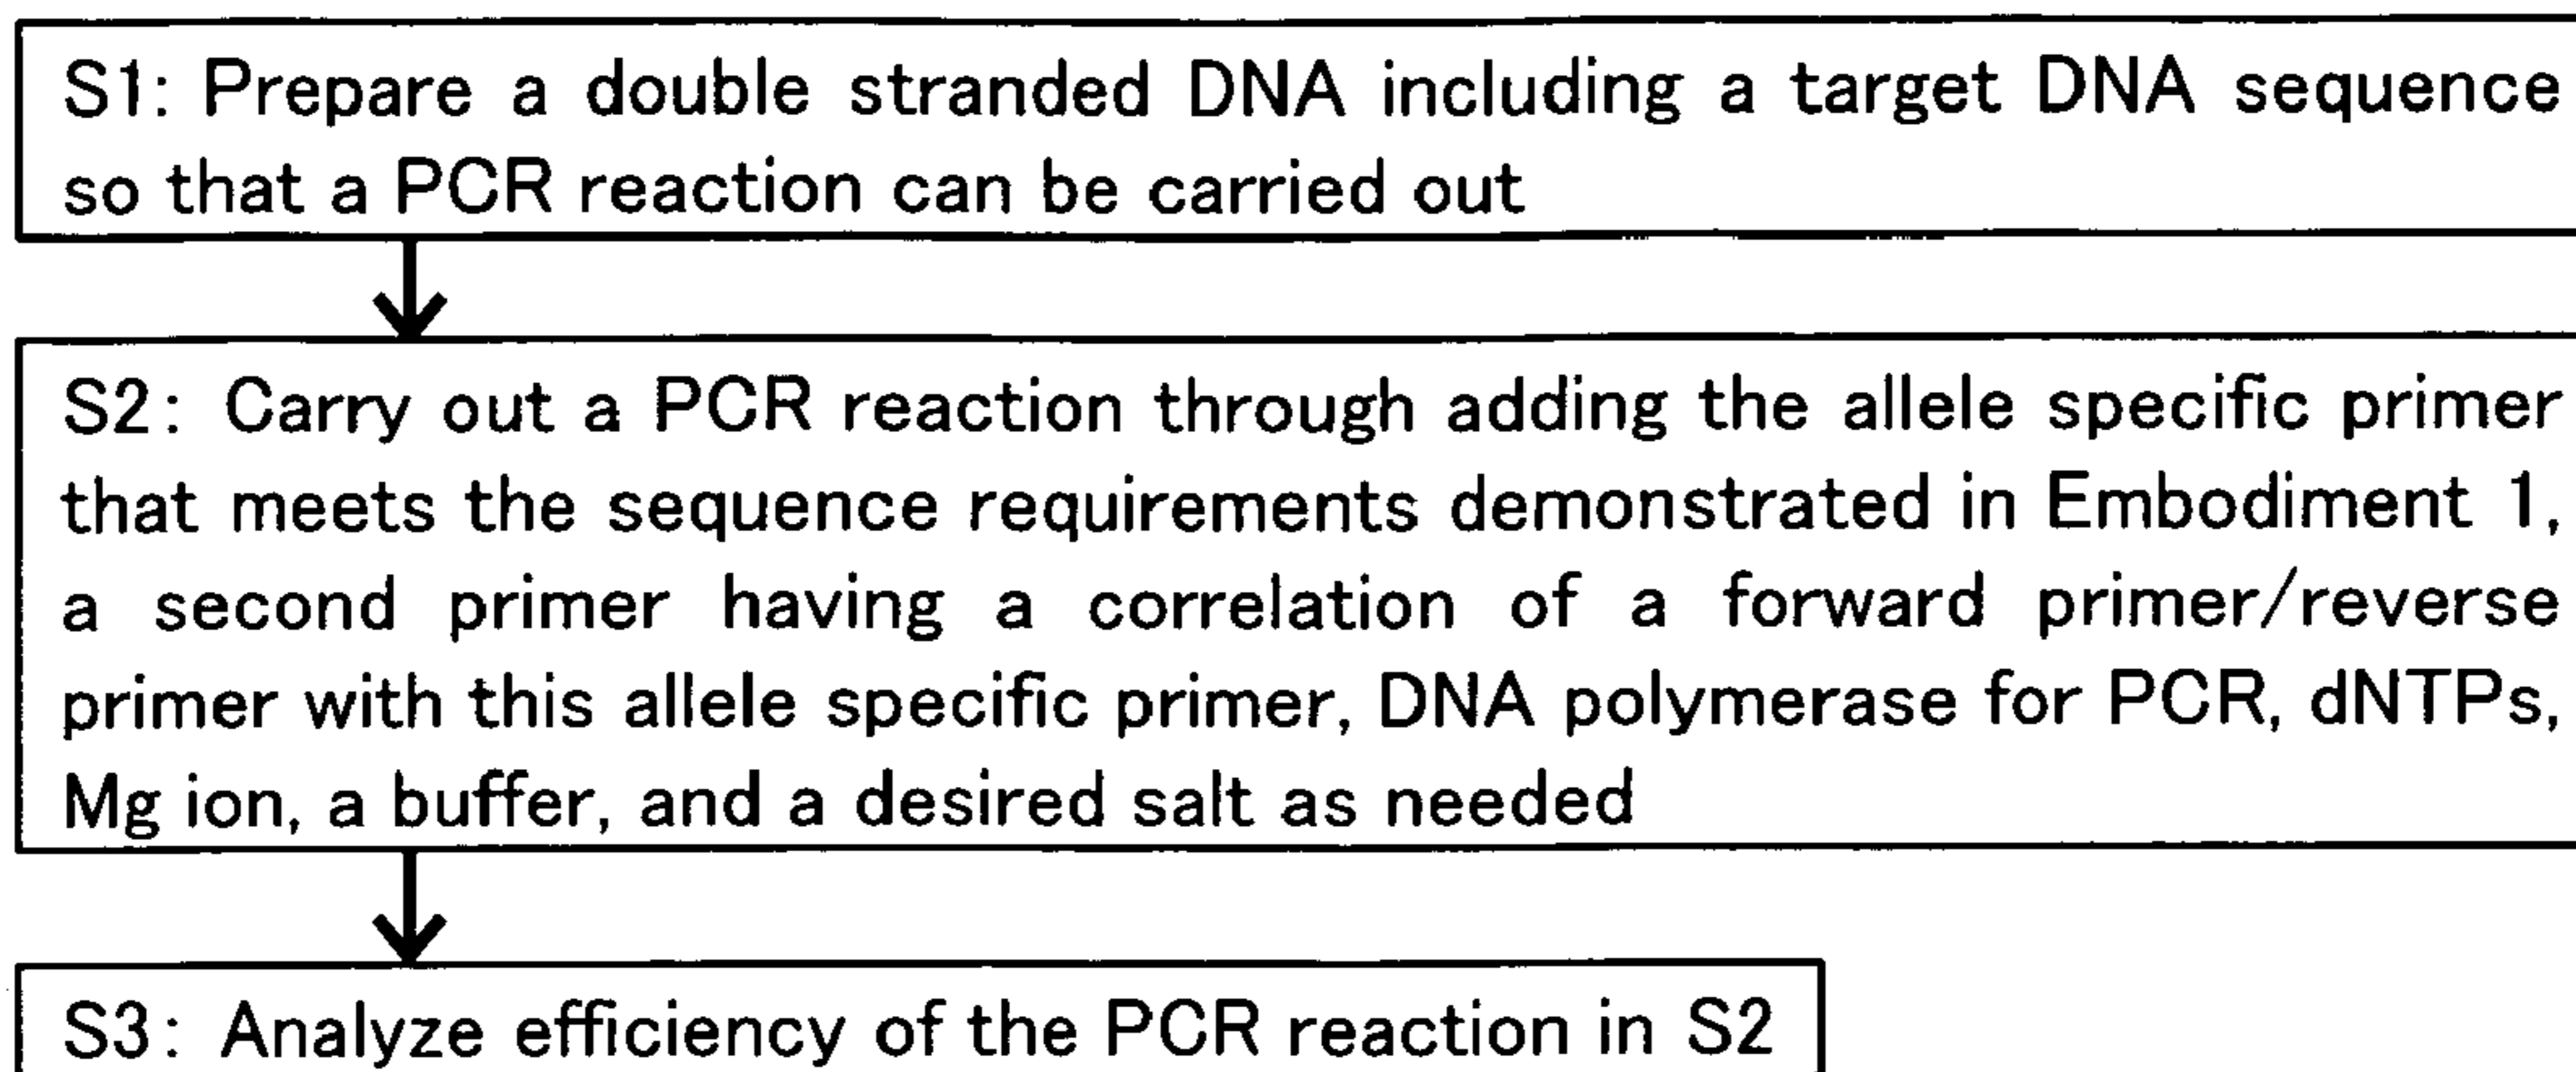 S1: Prepare a double stranded DNA including a target DNA sequence
so that a PCR reaction can be carried out
S2: Carry out a PCR reaction through adding the allele specific primer
that meets the sequence requirements demonstrated in Embodiment 1,
a second primer having a correlation of a forward primer/reverse
primer with this allele specific primer, DNA polymerase for PCR, dNTPs,
Mg ion, a buffer, and a desired salt as needed
S3: Analyze efficiency of the PCR reaction in S2